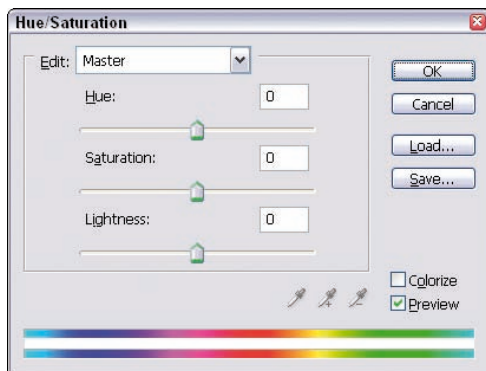 Hue/Saturation
Edit: Master
OK
Hue: 0
Cancel
Load...
Saturation: 0
Save...
Lightness: 0
Colorize
Preview